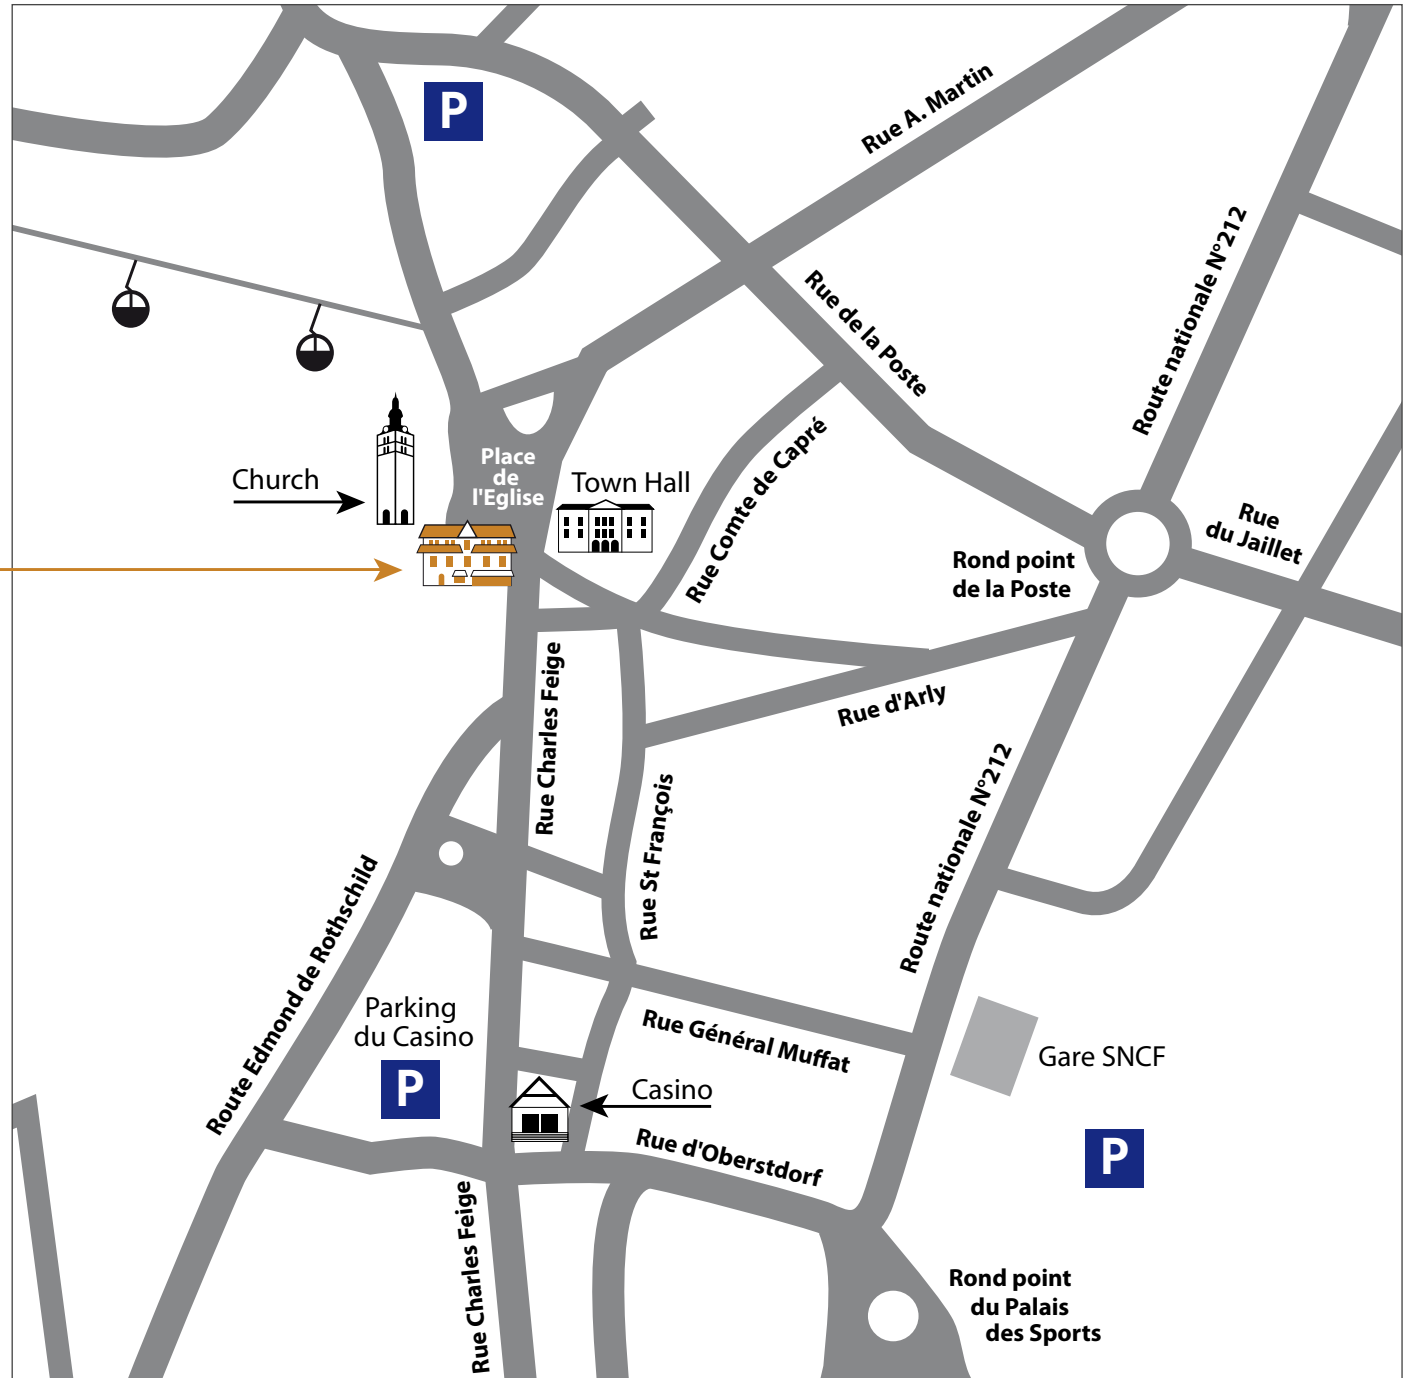 P
Rue A. Martin
Route nationale N°212
Rue de la Poste
Place
de
l'Eglise
Church
Town Hall
Rue Comte de Capré
Rue
du Jaillet
Rond point
de la Poste
Rue Charles Feige
Rue d'Arly
Rue St François
Route nationale N°212
Route Edmond de Rothschild
Parking
du Casino
P
Rue Général Muffat
Gare SNCF
Casino
Rue d'Oberstdorf
P
Rue Charles Feige
Rond point
du Palais
des Sports